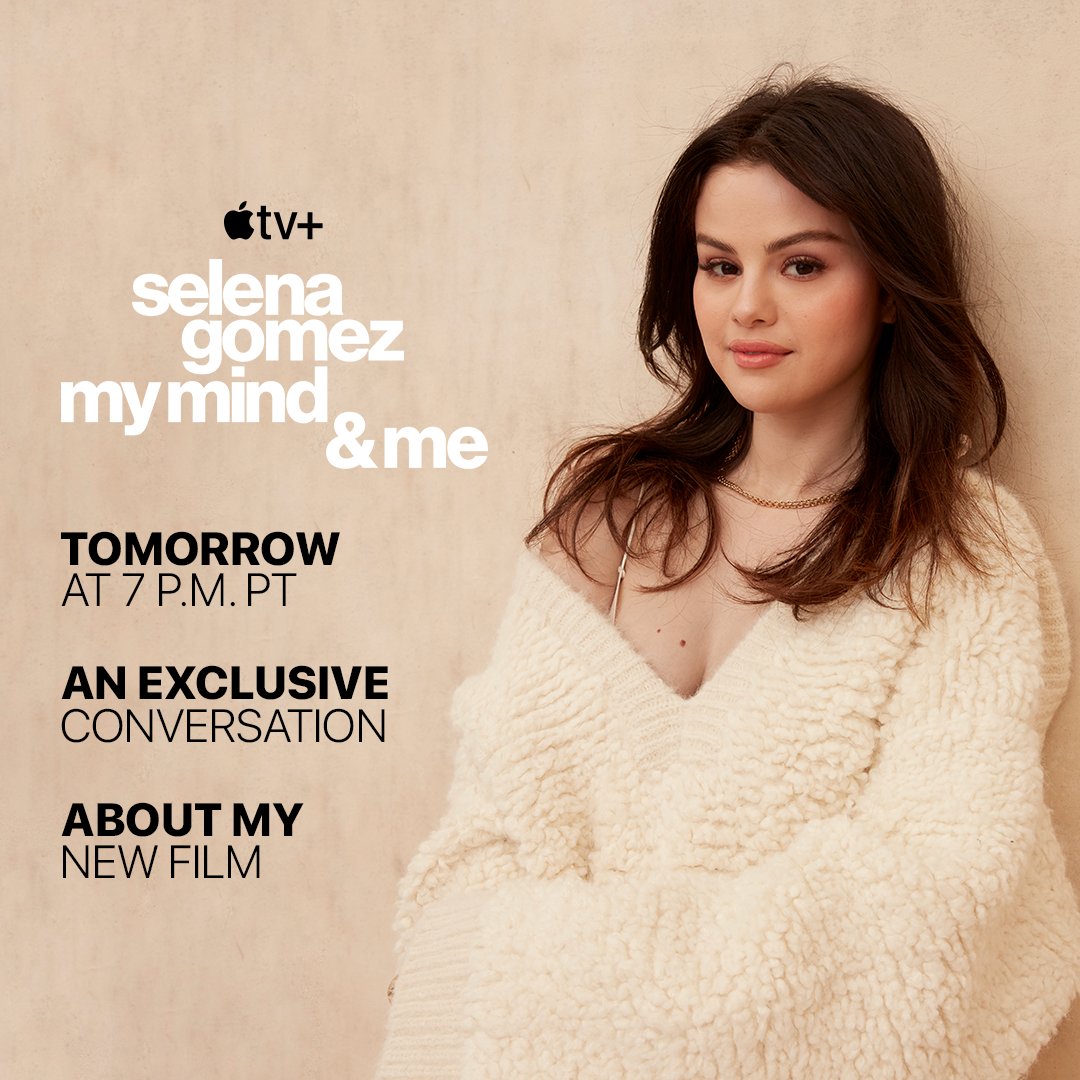 tv+
selena
gomez
my mind
& me
TOMORROW
AT 7 P.M. PT
AN EXCLUSIVE
CONVERSATION
ABOUT MY
NEW FILM